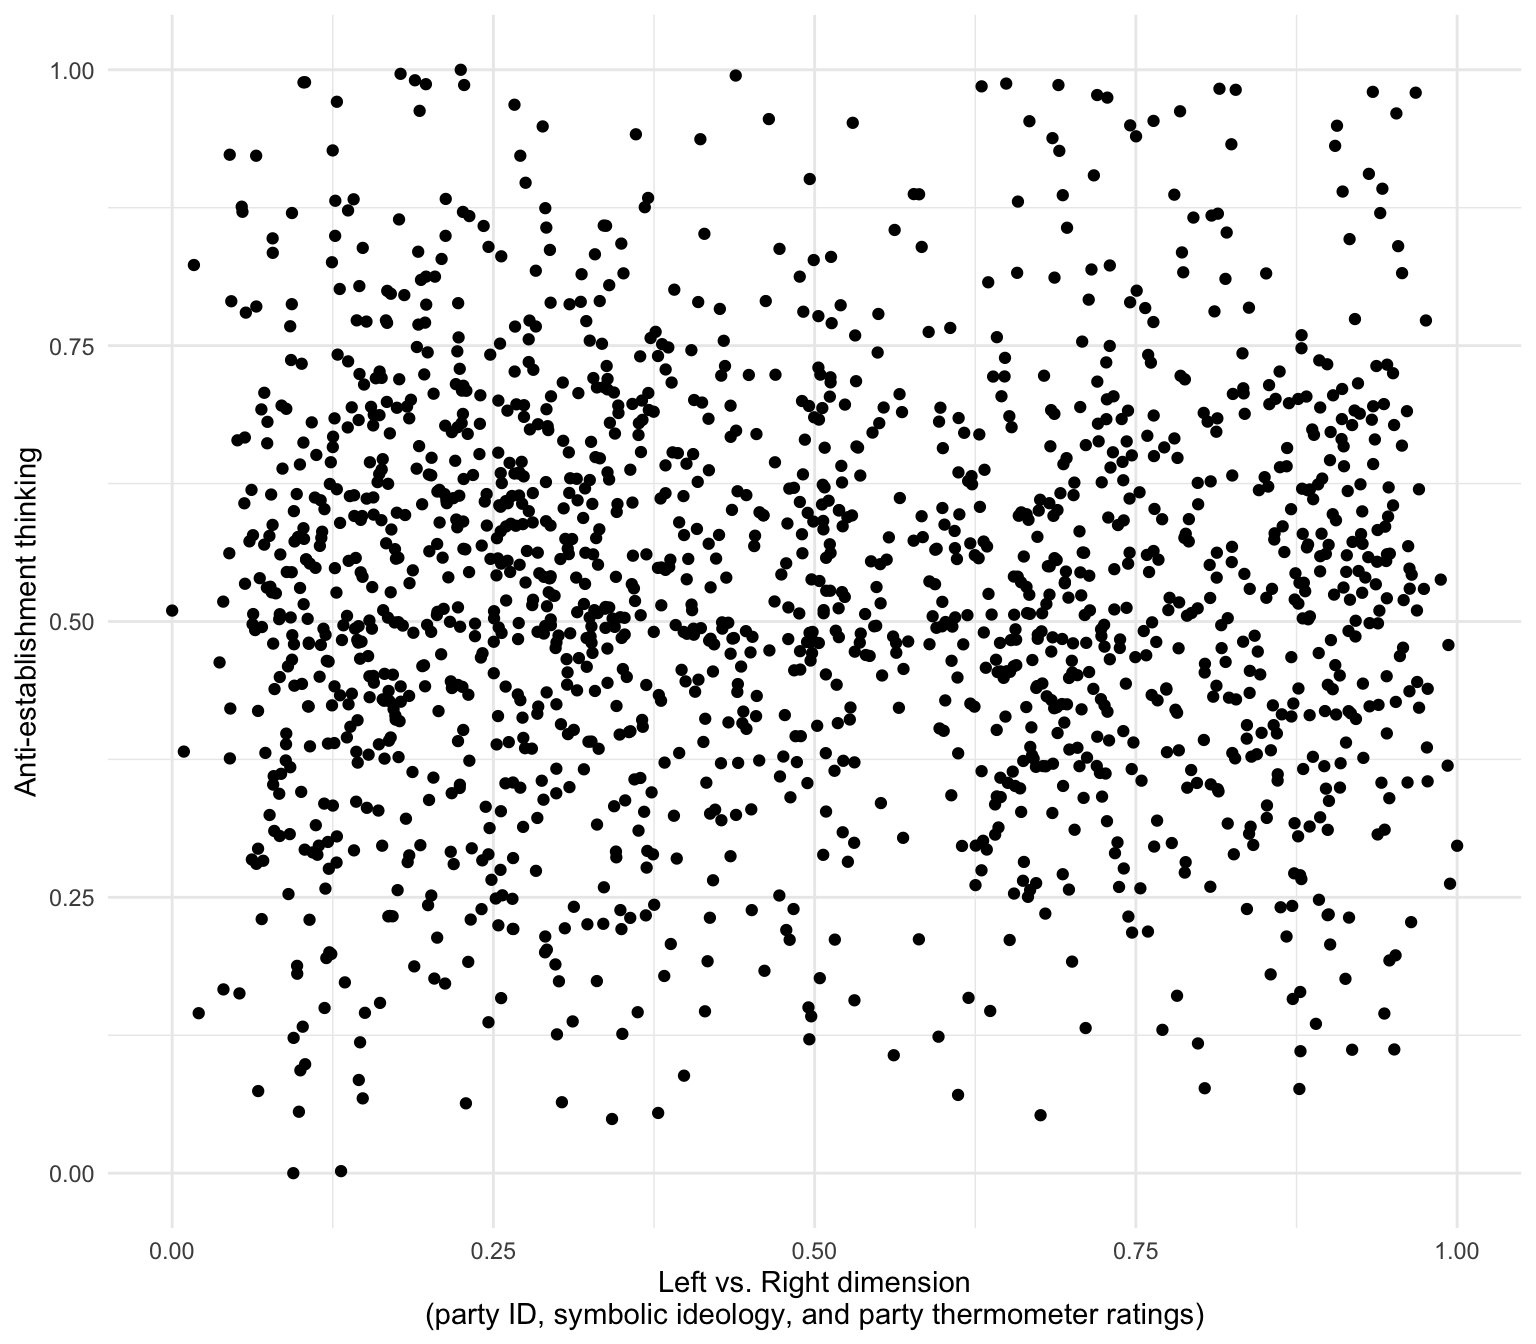 1.00
0.75
0.50
0.25
0.00
Anti-establishment thinking
0.00 0.25 0.50 0.75 1.00
Left vs. Right dimension
(party ID, symbolic ideology, and party thermometer ratings)